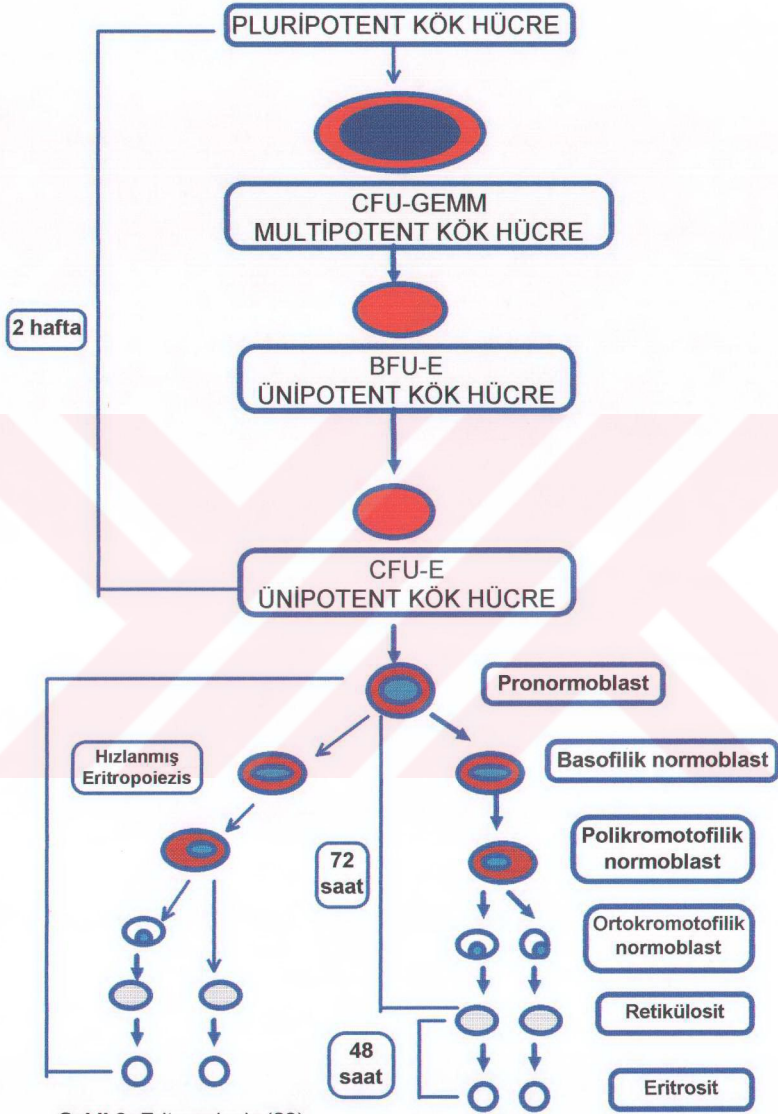 PLURİPOTENT KÖK HÜCRE
CFU-GEMM
MULTİPOTENT KÖK HÜCRE
2 hafta
BFU-E
ÜNİPOTENT KÖK HÜCRE
CFU-E
ÜNİPOTENT KÖK HÜCRE
Pronormoblast
Hızlanmış
Eritropoiezis
Basofilik normoblast
72
saat
Polikromotofilik
normoblast
Ortokromotofilik
normoblast
Retikülosit
48
saat
Eritrosit